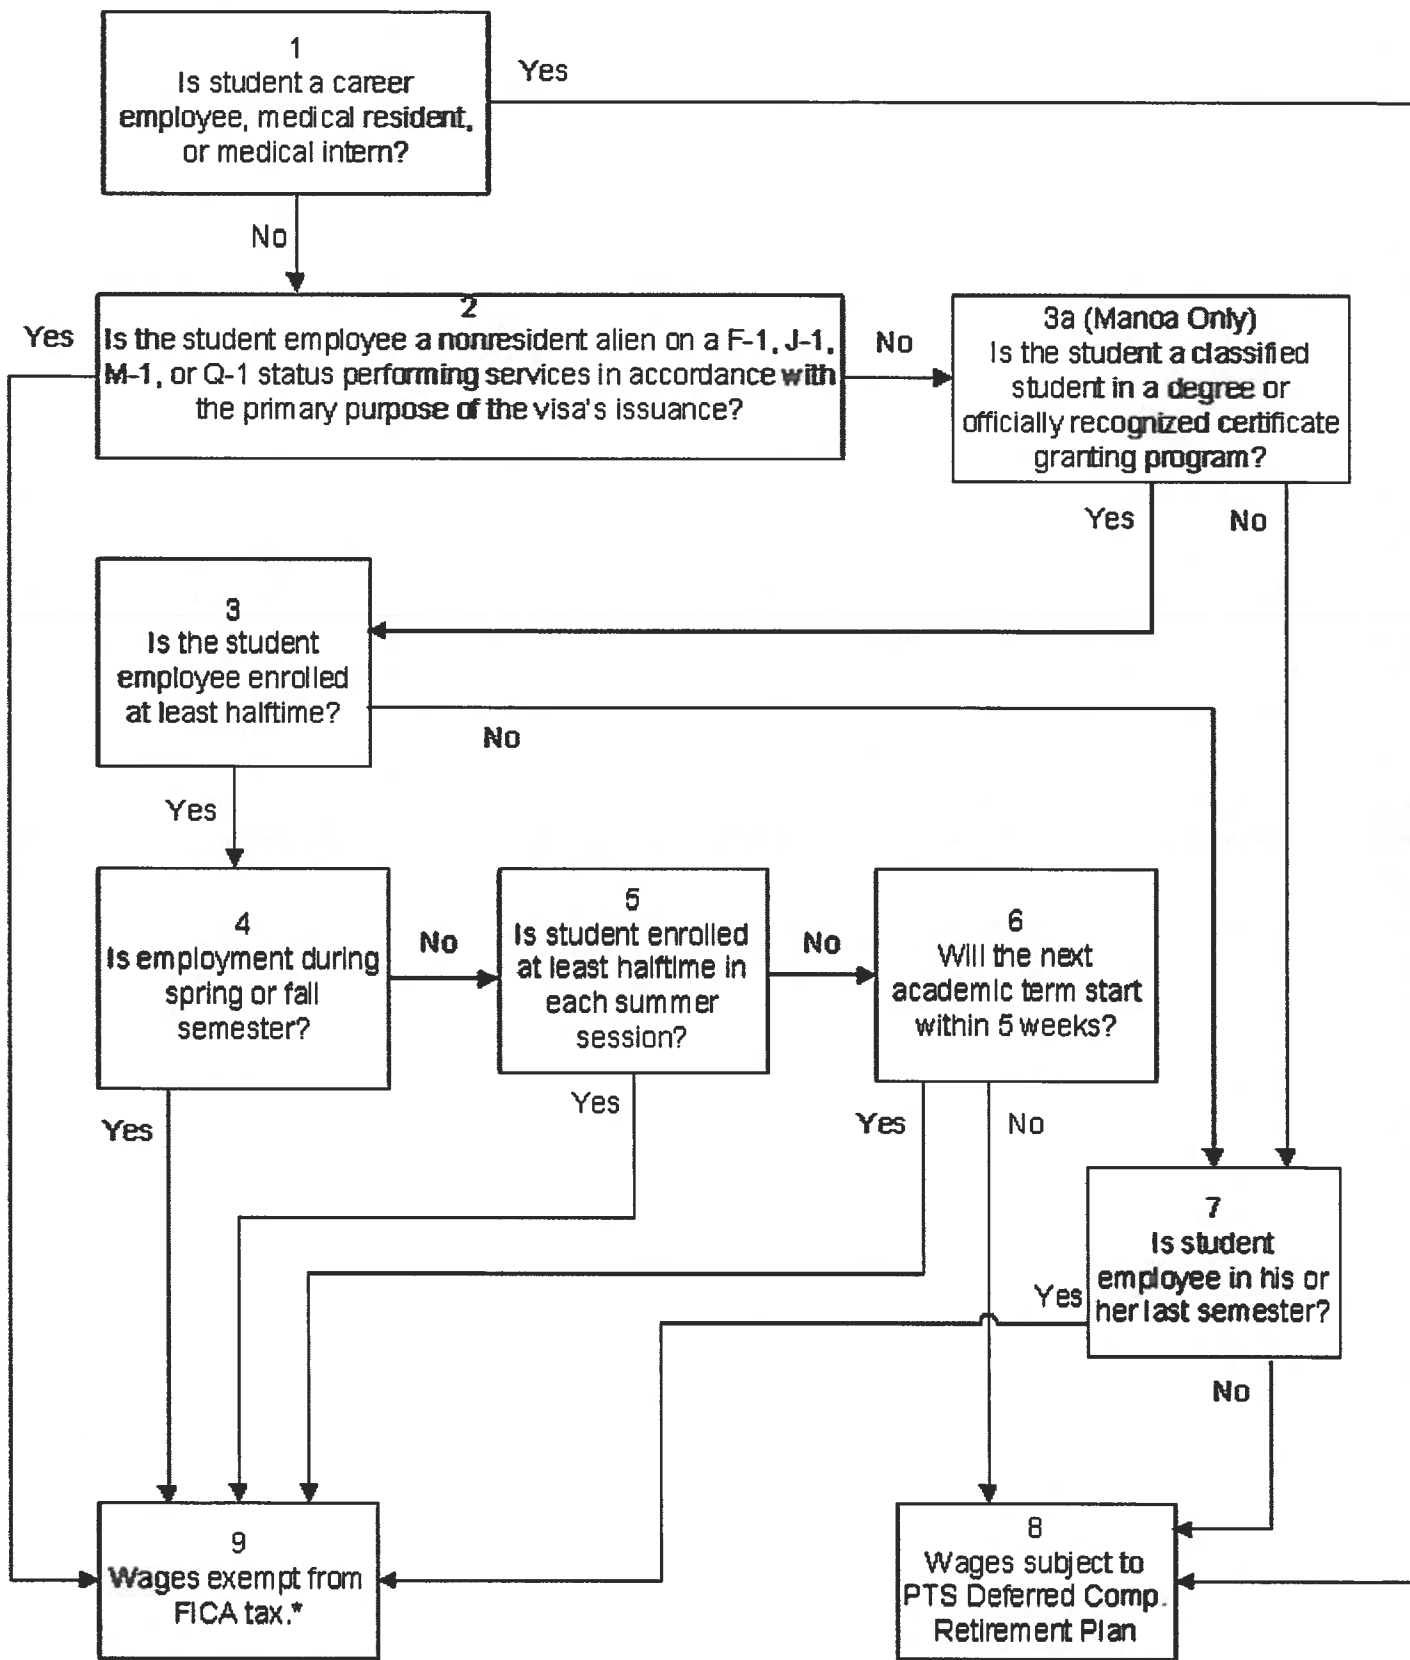 1
Is student a career
employee, medical resident,
or medical intern?
Yes
No
2
Is the student employee a nonresident alien on a F-1, J-1,
M-1, or Q-1 status performing services in accordance with
the primary purpose of the visa's issuance?
Yes
No
3a (Manoa Only)
Is the student a classified
student in a degree or
officially recognized certificate
granting program?
Yes
No
3
Is the student
employee enrolled
at least halftime?
No
Yes
4
Is employment during
spring or fall
semester?
No
Yes
5
Is student enrolled
at least halftime in
each summer
session?
No
Yes
6
Will the next
academic term start
within 5 weeks?
Yes
No
7
Is student
employee in his or
her last semester?
Yes
No
9
Wages exempt from
FICA tax.*
8
Wages subject to
PTS Deferred Comp.
Retirement Plan